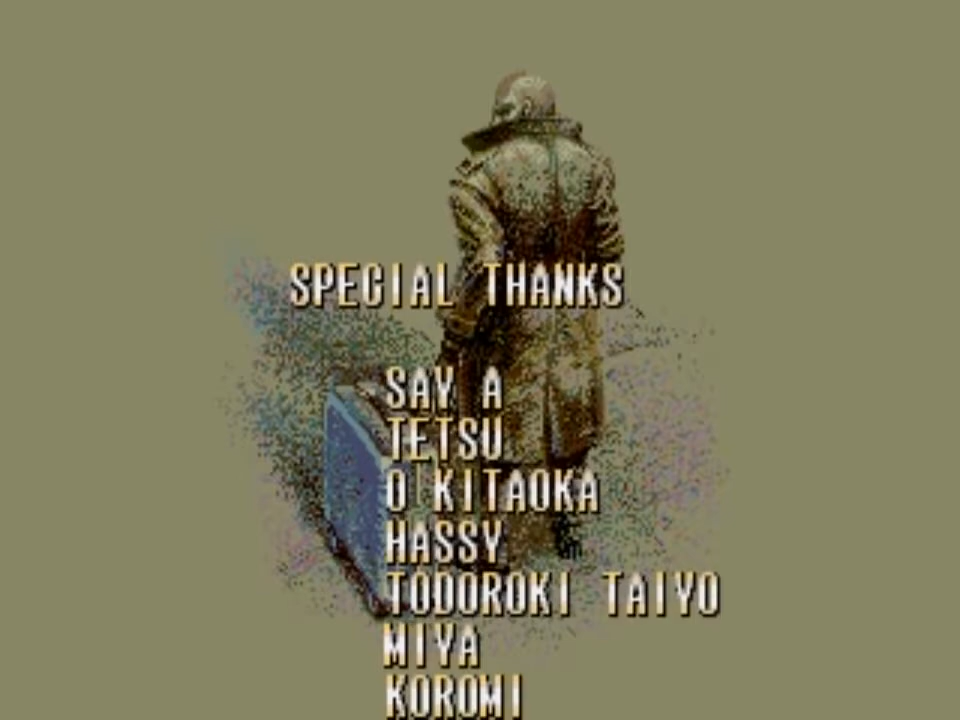 SPECIAL THANKS
SAY A
TETSU
O KITAOKA
HASSY
TODOROKI TAIYO
MIYA
KOROMI